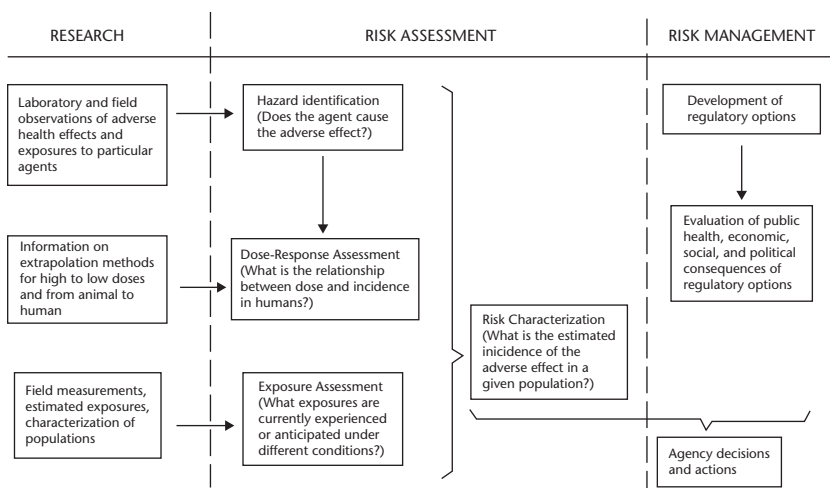 RESEARCH
RISK ASSESSMENT
RISK MANAGEMENT
Laboratory and field
observations of adverse
health effects and
exposures to particular
agents
Hazard identification
(Does the agent cause
the adverse effect?)
Development of
regulatory options
Information on
extrapolation methods
for high to low doses
and from animal to
human
Dose-Response Assessment
(What is the relationship
between dose and incidence
in humans?)
Evaluation of public
health, economic,
social, and political
consequences of
regulatory options
Risk Characterization
(What is the estimated
inicidence of the
adverse effect in a
given population?)
Field measurements,
estimated exposures,
characterization of
populations
Exposure Assessment
(What exposures are
currently experienced
or anticipated under
different conditions?)
Agency decisions
and actions